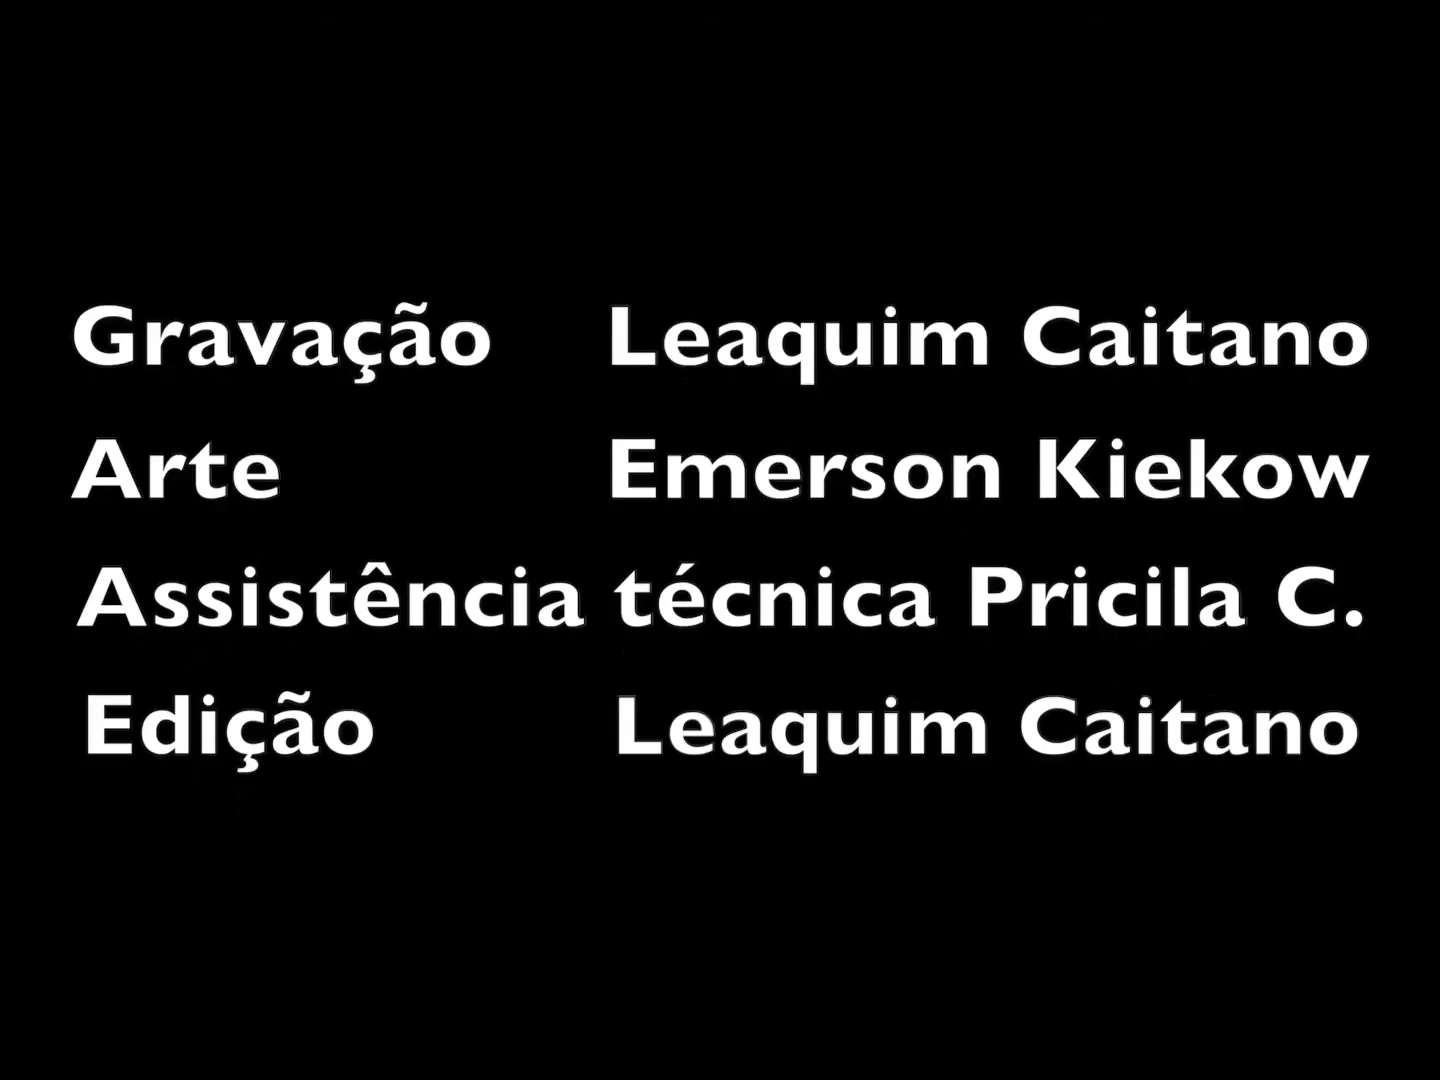 Gravação Leaquim Caitano
Arte Emerson Kiekow
Assistência técnica Pricila C.
Edição Leaquim Caitano